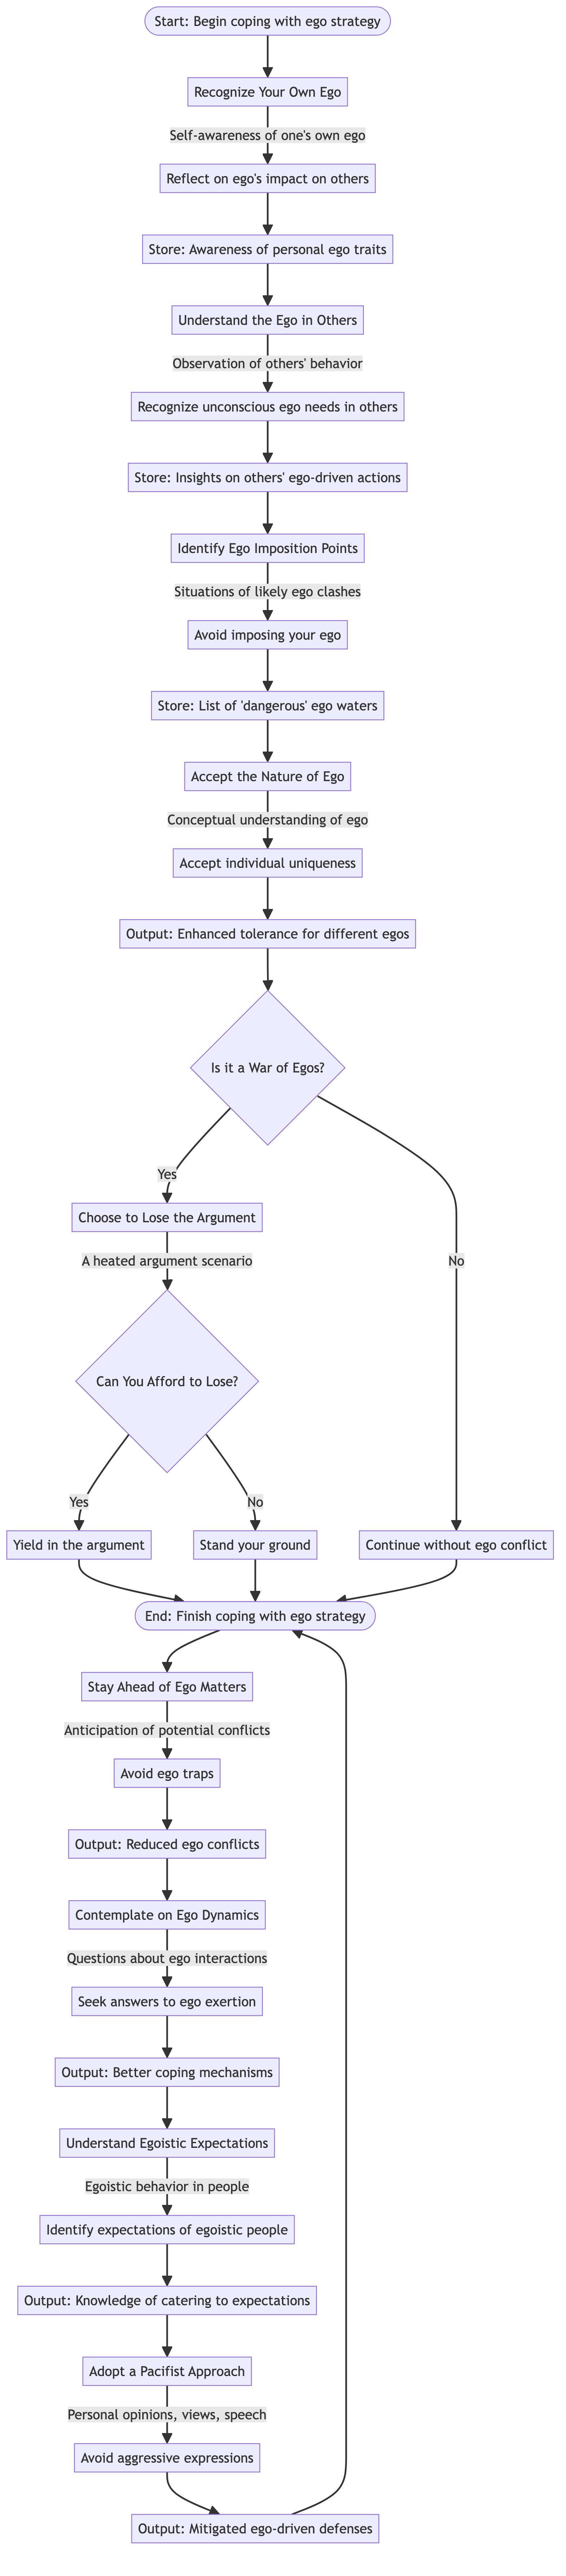 Start: Begin coping with ego strategy
Recognize Your Own Ego
Self-awareness of one's own ego
Reflect on ego's impact on others
Store: Awareness of personal ego traits
Understand the Ego in Others
Observation of others' behavior
Recognize unconscious ego needs in others
Store: Insights on others' ego-driven actions
Identify Ego Imposition Points
Situations of likely ego clashes
Avoid imposing your ego
Store: List of 'dangerous' ego waters
Accept the Nature of Ego
Conceptual understanding of ego
Accept individual uniqueness
Output: Enhanced tolerance for different egos
Is it a War of Egos?
Yes
Choose to Lose the Argument
A heated argument scenario
No
Can You Afford to Lose?
Yes
No
Yield in the argument
Stand your ground
Continue without ego conflict
End: Finish coping with ego strategy
Stay Ahead of Ego Matters
Anticipation of potential conflicts
Avoid ego traps
Output: Reduced ego conflicts
Contemplate on Ego Dynamics
Questions about ego interactions
Seek answers to ego exertion
Output: Better coping mechanisms
Understand Egoistic Expectations
Egoistic behavior in people
Identify expectations of egoistic people
Output: Knowledge of catering to expectations
Adopt a Pacifist Approach
Personal opinions, views, speech
Avoid aggressive expressions
Output: Mitigated ego-driven defenses